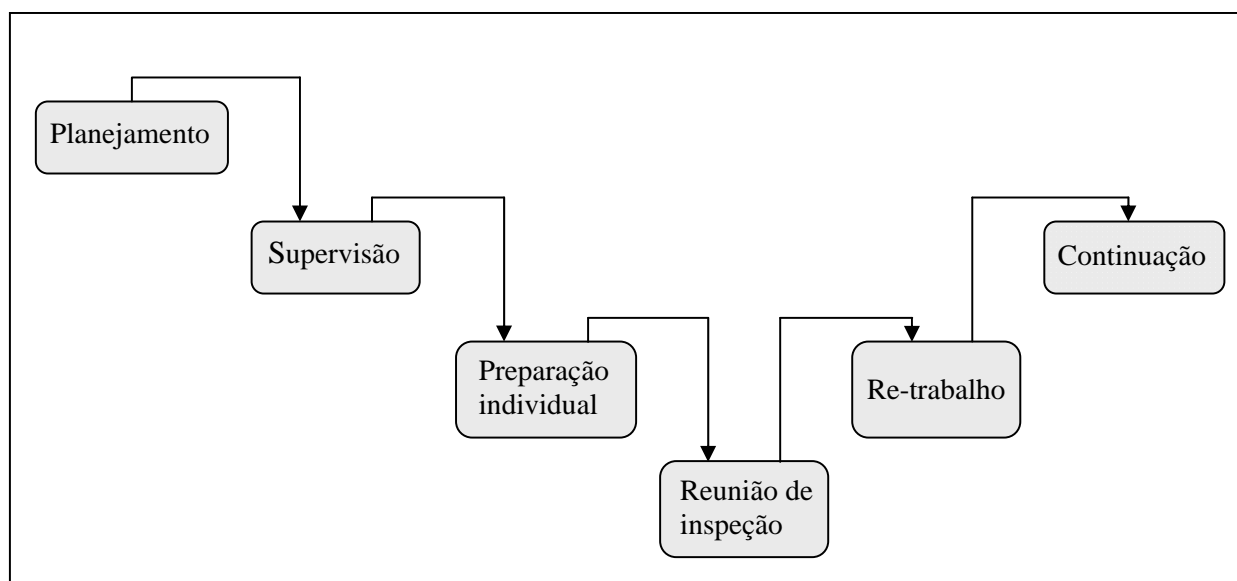 Planejamento
Supervisão
Preparação
individual
Reunião de
inspeção
Re-trabalho
Continuação